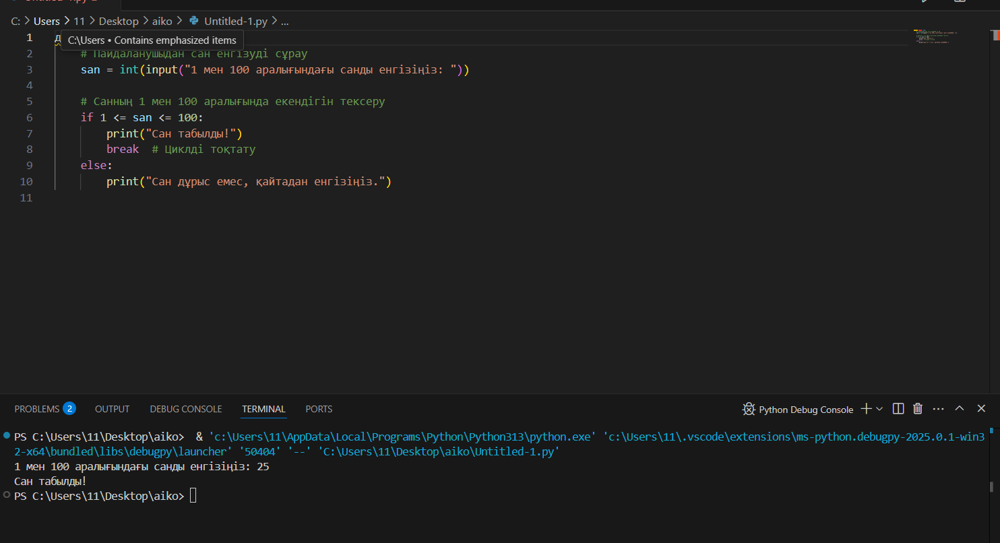 C: > Users > 11 > Desktop > aiko > Untitled-1.py > ...
C:\Users • Contains emphasized items
1 д
2 # Пайдаланушыдан сан енгізуді сұрау
3 san = int(input("1 мен 100 аралығындағы санды енгізіңіз: "))
4
5 # Санның 1 мен 100 аралығында екендігін тексеру
6 if 1 <= san <= 100:
7 print("Сан табылды!")
8 break # Циклді тоқтату
9 else:
10 print("Сан дұрыс емес, қайтадан енгізіңіз.")
11
PROBLEMS 2 OUTPUT DEBUG CONSOLE TERMINAL PORTS Python Debug Console
PS C:\Users\11\Desktop\aiko> & 'c:\Users\11\AppData\Local\Programs\Python\Python313\python.exe' 'c:\Users\11\.vscode\extensions\ms-python.debugpy-2025.0.1-win3
2-x64\bundled\libs\debugpy\launcher' '50404' '--' 'C:\Users\11\Desktop\aiko\Untitled-1.py'
1 мен 100 аралығындағы санды енгізіңіз: 25
Сан табылды!
PS C:\Users\11\Desktop\aiko>